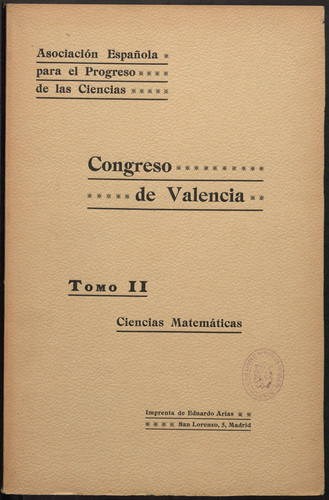 Asociación Española
para el Progreso
de las Ciencias
Congreso
de Valencia
Tomo II
Ciencias Matemáticas
Imprenta de Eduardo Arias
San Lorenzo, 5, Madrid